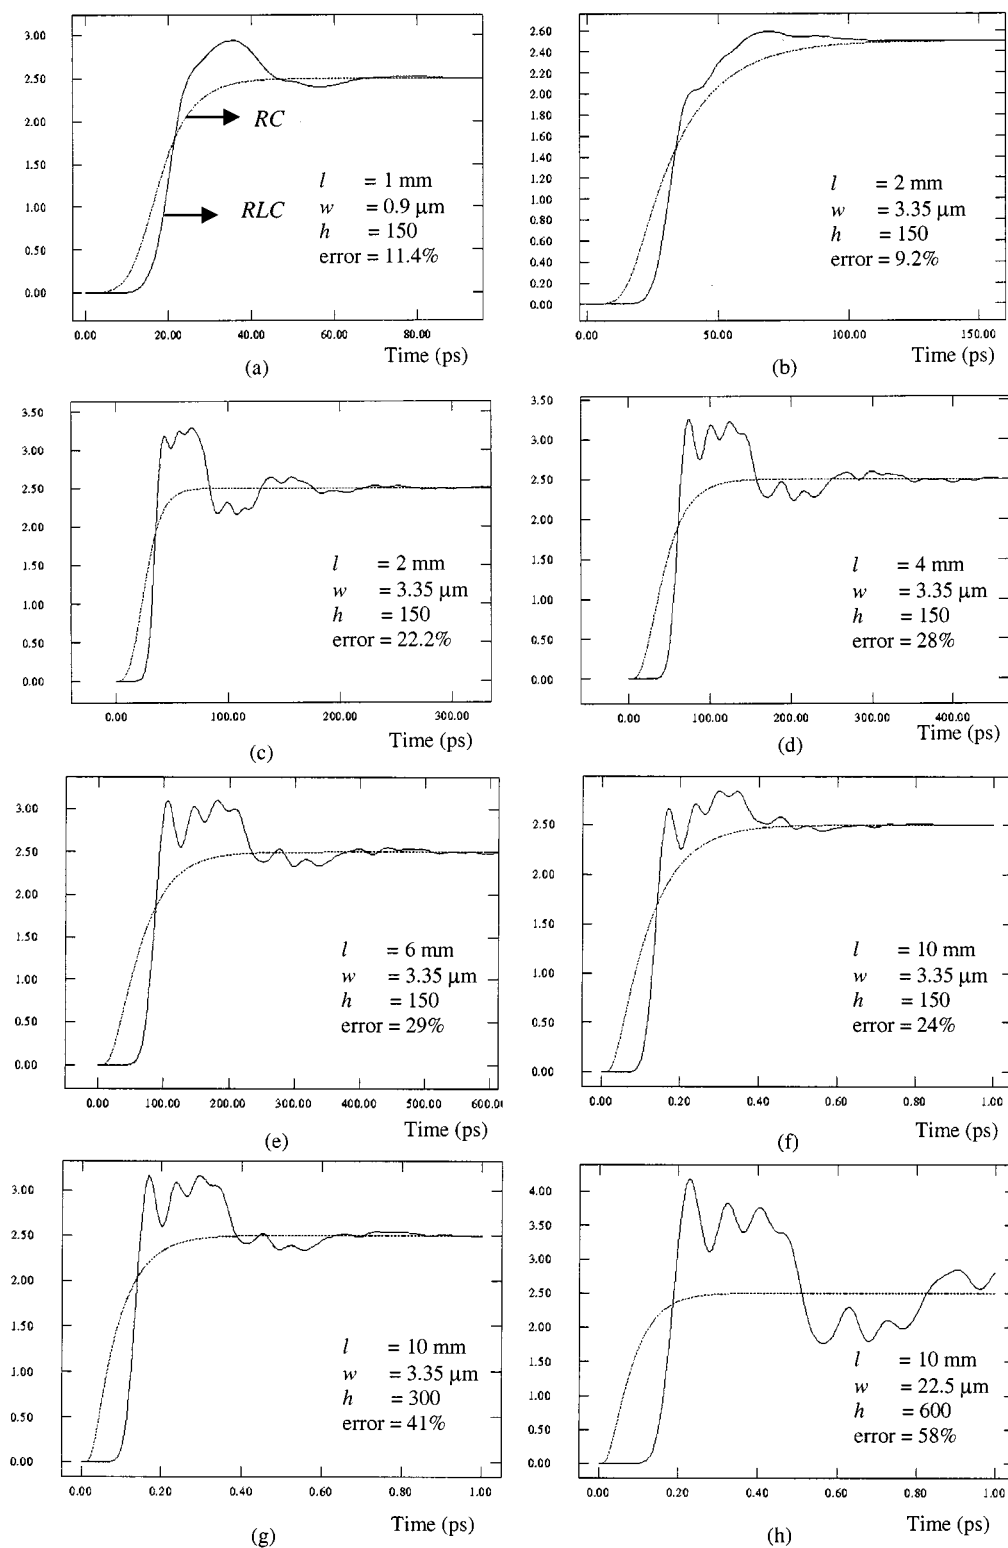 3.00
2.50
2.00
1.50
1.00
0.50
0.00
RC
RLC
l = 1 mm
w = 0.9 μm
h = 150
error = 11.4%
0.00 20.00 40.00 60.00 80.00
Time (ps)
(a)
2.60
2.40
2.20
2.00
1.80
1.60
1.40
1.20
1.00
0.80
0.60
0.40
0.20
0.00
l = 2 mm
w = 3.35 μm
h = 150
error = 9.2%
0.00 50.00 100.00 150.00
Time (ps)
(b)
3.50
3.00
2.50
2.00
1.50
1.00
0.50
0.00
l = 2 mm
w = 3.35 μm
h = 150
error = 22.2%
0.00 100.00 200.00 300.00
Time (ps)
(c)
3.50
3.00
2.50
2.00
1.50
1.00
0.50
0.00
l = 4 mm
w = 3.35 μm
h = 150
error = 28%
0.00 100.00 200.00 300.00 400.00
Time (ps)
(d)
3.00
2.50
2.00
1.50
1.00
0.50
0.00
l = 6 mm
w = 3.35 μm
h = 150
error = 29%
0.00 100.00 200.00 300.00 400.00 500.00 600.00
Time (ps)
(e)
2.50
2.00
1.50
1.00
0.50
0.00
l = 10 mm
w = 3.35 μm
h = 150
error = 24%
0.00 0.20 0.40 0.60 0.80 1.00
Time (ps)
(f)
3.00
2.50
2.00
1.50
1.00
0.50
0.00
l = 10 mm
w = 3.35 μm
h = 300
error = 41%
0.00 0.20 0.40 0.60 0.80 1.00
Time (ps)
(g)
4.00
3.50
3.00
2.50
2.00
1.50
1.00
0.50
0.00
l = 10 mm
w = 22.5 μm
h = 600
error = 58%
0.00 0.20 0.40 0.60 0.80 1.00
Time (ps)
(h)